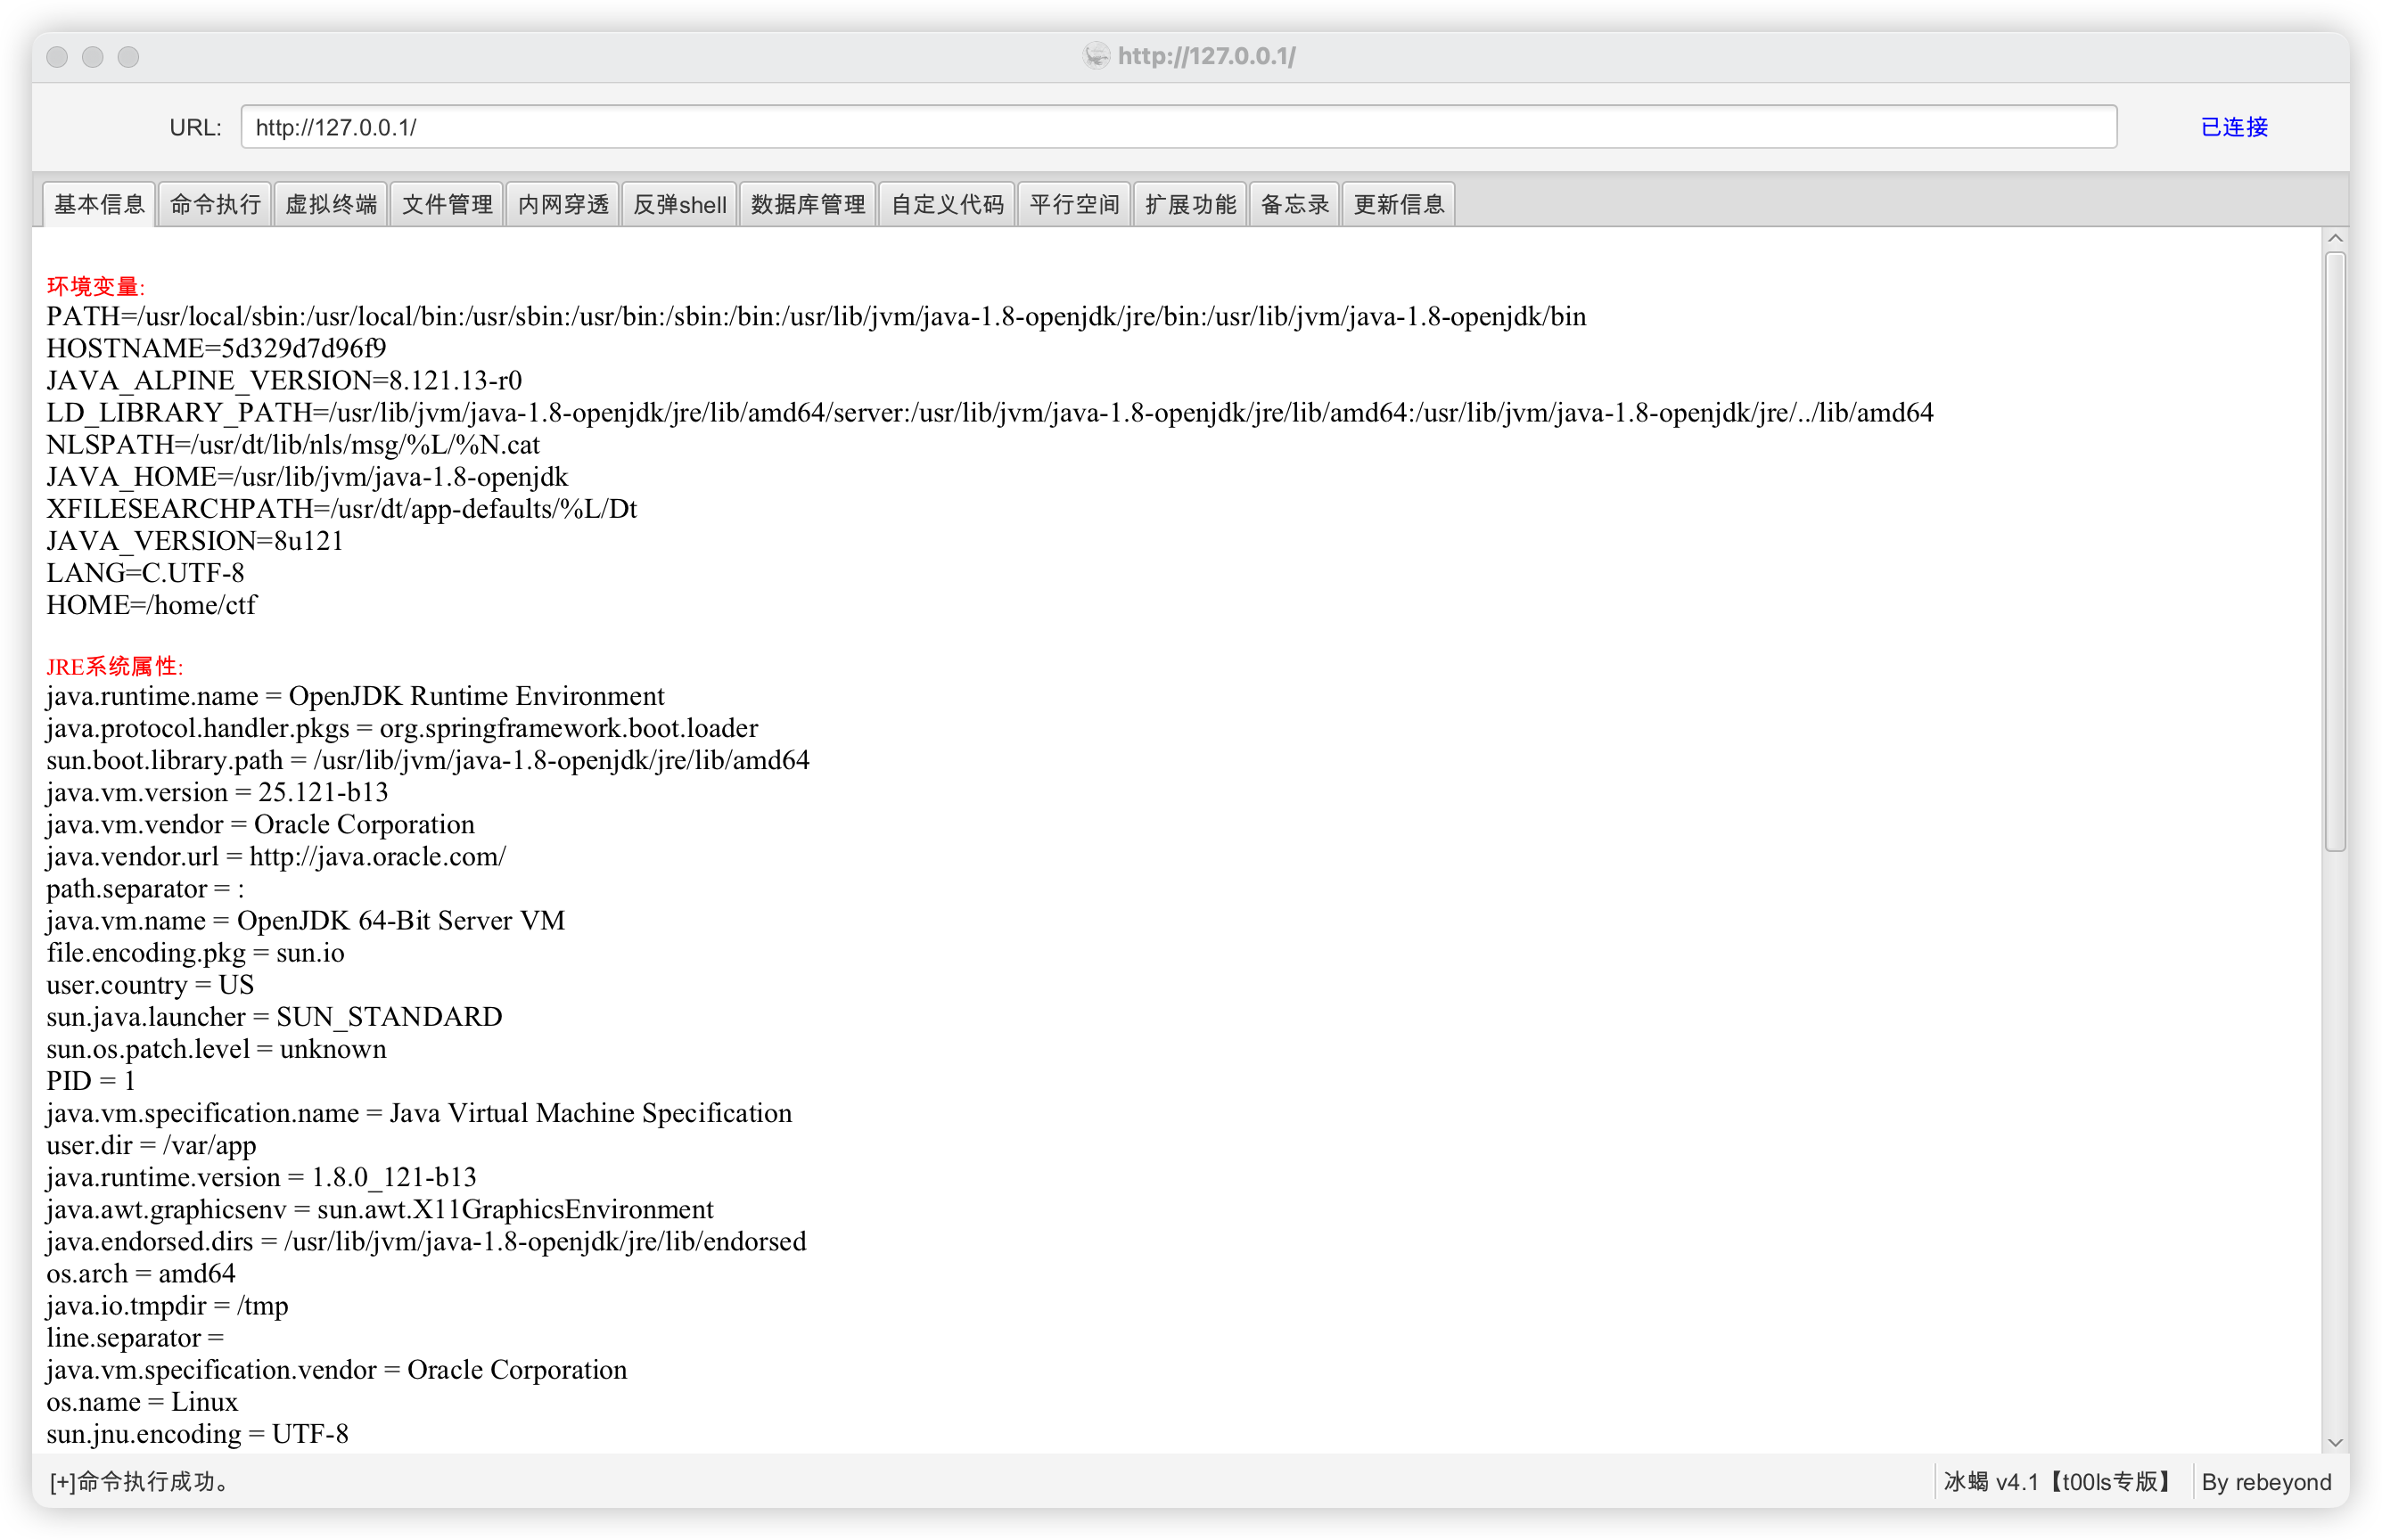 http://127.0.0.1/
URL: http://127.0.0.1/ 已连接
基本信息 命令执行 虚拟终端 文件管理 内网穿透 反弹shell 数据库管理 自定义代码 平行空间 扩展功能 备忘录 更新信息
环境变量:
PATH=/usr/local/sbin:/usr/local/bin:/usr/sbin:/usr/bin:/sbin:/bin:/usr/lib/jvm/java-1.8-openjdk/jre/bin:/usr/lib/jvm/java-1.8-openjdk/bin
HOSTNAME=5d329d7d96f9
JAVA_ALPINE_VERSION=8.121.13-r0
LD_LIBRARY_PATH=/usr/lib/jvm/java-1.8-openjdk/jre/lib/amd64/server:/usr/lib/jvm/java-1.8-openjdk/jre/lib/amd64:/usr/lib/jvm/java-1.8-openjdk/jre/../lib/amd64
NLSPATH=/usr/dt/lib/nls/msg/%L/%N.cat
JAVA_HOME=/usr/lib/jvm/java-1.8-openjdk
XFILESEARCHPATH=/usr/dt/app-defaults/%L/Dt
JAVA_VERSION=8u121
LANG=C.UTF-8
HOME=/home/ctf
JRE系统属性:
java.runtime.name = OpenJDK Runtime Environment
java.protocol.handler.pkgs = org.springframework.boot.loader
sun.boot.library.path = /usr/lib/jvm/java-1.8-openjdk/jre/lib/amd64
java.vm.version = 25.121-b13
java.vm.vendor = Oracle Corporation
java.vendor.url = http://java.oracle.com/
path.separator = :
java.vm.name = OpenJDK 64-Bit Server VM
file.encoding.pkg = sun.io
user.country = US
sun.java.launcher = SUN_STANDARD
sun.os.patch.level = unknown
PID = 1
java.vm.specification.name = Java Virtual Machine Specification
user.dir = /var/app
java.runtime.version = 1.8.0_121-b13
java.awt.graphicsenv = sun.awt.X11GraphicsEnvironment
java.endorsed.dirs = /usr/lib/jvm/java-1.8-openjdk/jre/lib/endorsed
os.arch = amd64
java.io.tmpdir = /tmp
line.separator =
java.vm.specification.vendor = Oracle Corporation
os.name = Linux
sun.jnu.encoding = UTF-8
[+]命令执行成功。 冰蝎 v4.1【t00ls专版】 By rebeyond